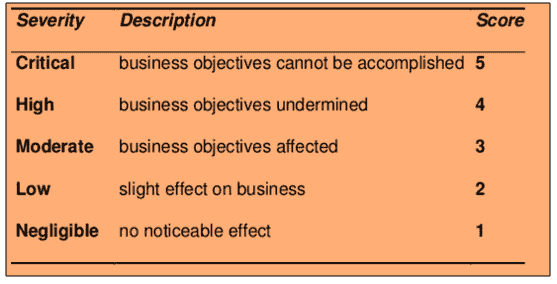 Severity Description Score
Critical business objectives cannot be accomplished 5
High business objectives undermined 4
Moderate business objectives affected 3
Low slight effect on business 2
Negligible no noticeable effect 1